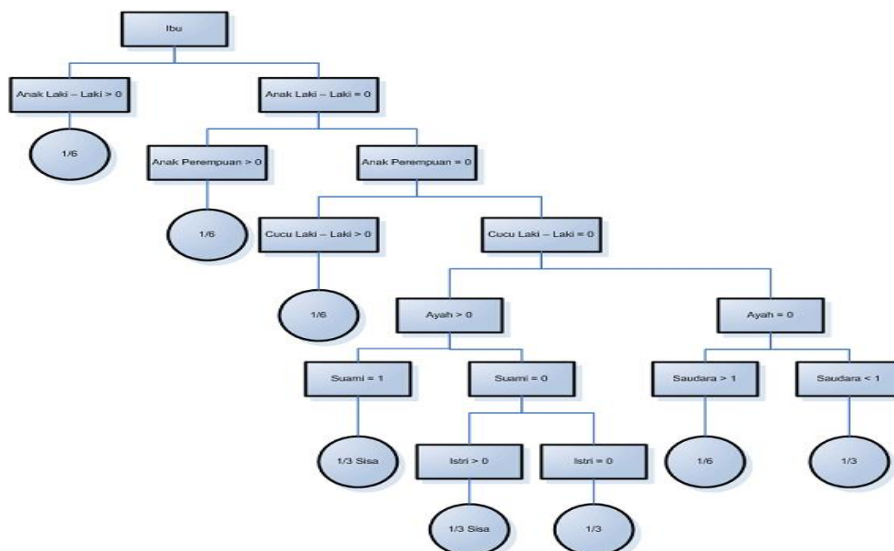 Ibu
Anak Laki – Laki > 0
Anak Laki – Laki = 0
1/6
Anak Perempuan > 0
Anak Perempuan = 0
1/6
Cucu Laki – Laki > 0
Cucu Laki – Laki = 0
1/6
Ayah > 0
Ayah = 0
Suami = 1
Suami = 0
Saudara > 1
Saudara < 1
1/3 Sisa
Istri > 0
Istri = 0
1/6
1/3
1/3 Sisa
1/3